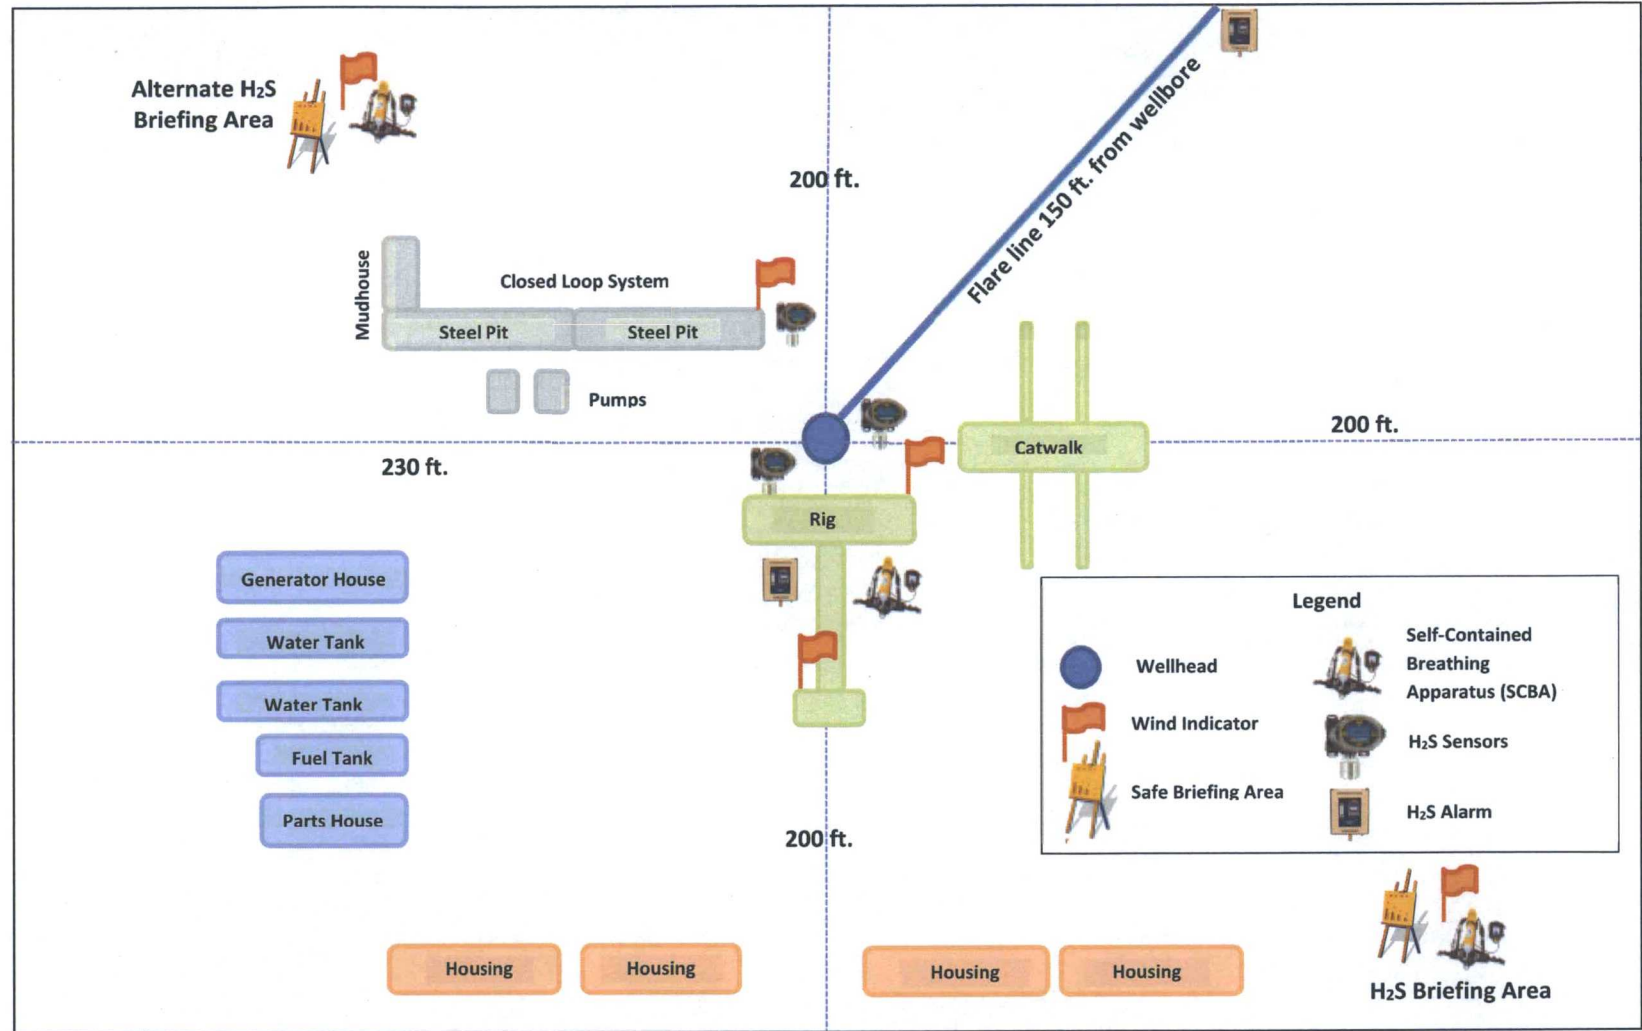 Alternate H₂S
Briefing Area
200 ft.
Flare line 150 ft. from wellbore
Mudhouse
Closed Loop System
Steel Pit
Steel Pit
Pumps
200 ft.
Catwalk
230 ft.
Rig
Generator House
Water Tank
Water Tank
Fuel Tank
Parts House
200 ft.
Legend
Wellhead
Wind Indicator
Safe Briefing Area
Self-Contained
Breathing
Apparatus (SCBA)
H₂S Sensors
H₂S Alarm
Housing
Housing
Housing
Housing
H₂S Briefing Area